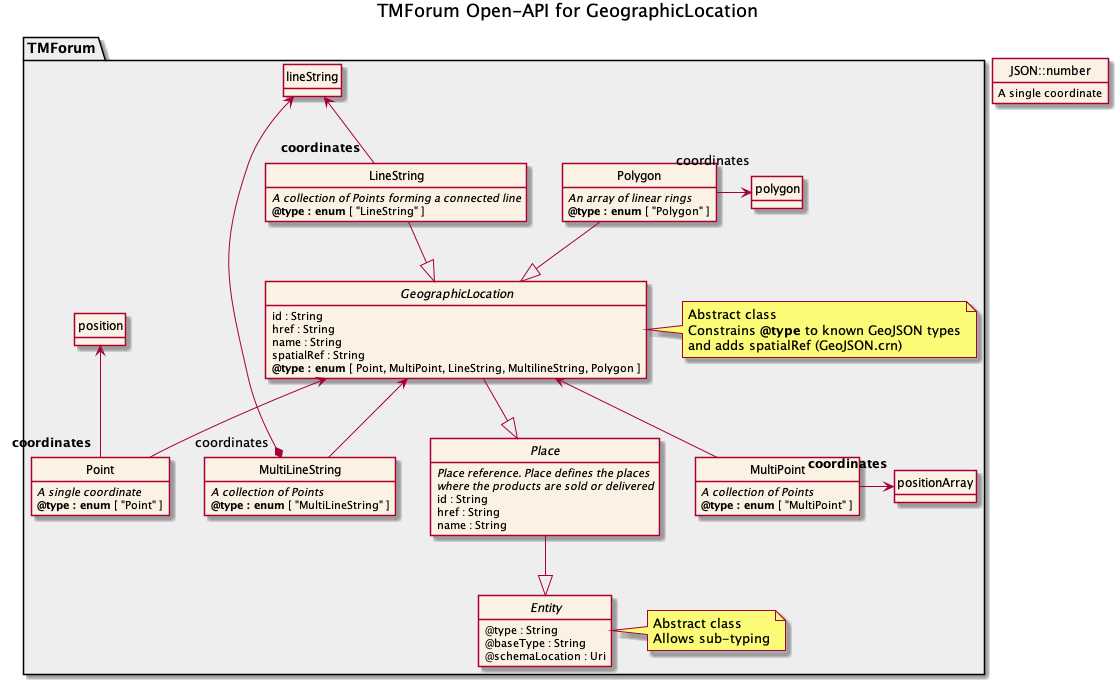 TMForum Open-API for GeographicLocation
TMForum
lineString
JSON::number
A single coordinate
coordinates
coordinates
LineString
A collection of Points forming a connected line
@type : enum [ "LineString" ]
Polygon
An array of linear rings
@type : enum [ "Polygon" ]
polygon
GeographicLocation
id : String
href : String
name : String
spatialRef : String
@type : enum [ Point, MultiPoint, LineString, MultilineString, Polygon ]
Abstract class
Constrains @type to known GeoJSON types
and adds spatialRef (GeoJSON.crn)
position
coordinates
coordinates
Point
A single coordinate
@type : enum [ "Point" ]
MultiLineString
A collection of Points
@type : enum [ "MultiLineString" ]
Place
Place reference. Place defines the places
where the products are sold or delivered
id : String
href : String
name : String
coordinates
MultiPoint
A collection of Points
@type : enum [ "MultiPoint" ]
positionArray
Entity
@type : String
@baseType : String
@schemaLocation : Uri
Abstract class
Allows sub-typing